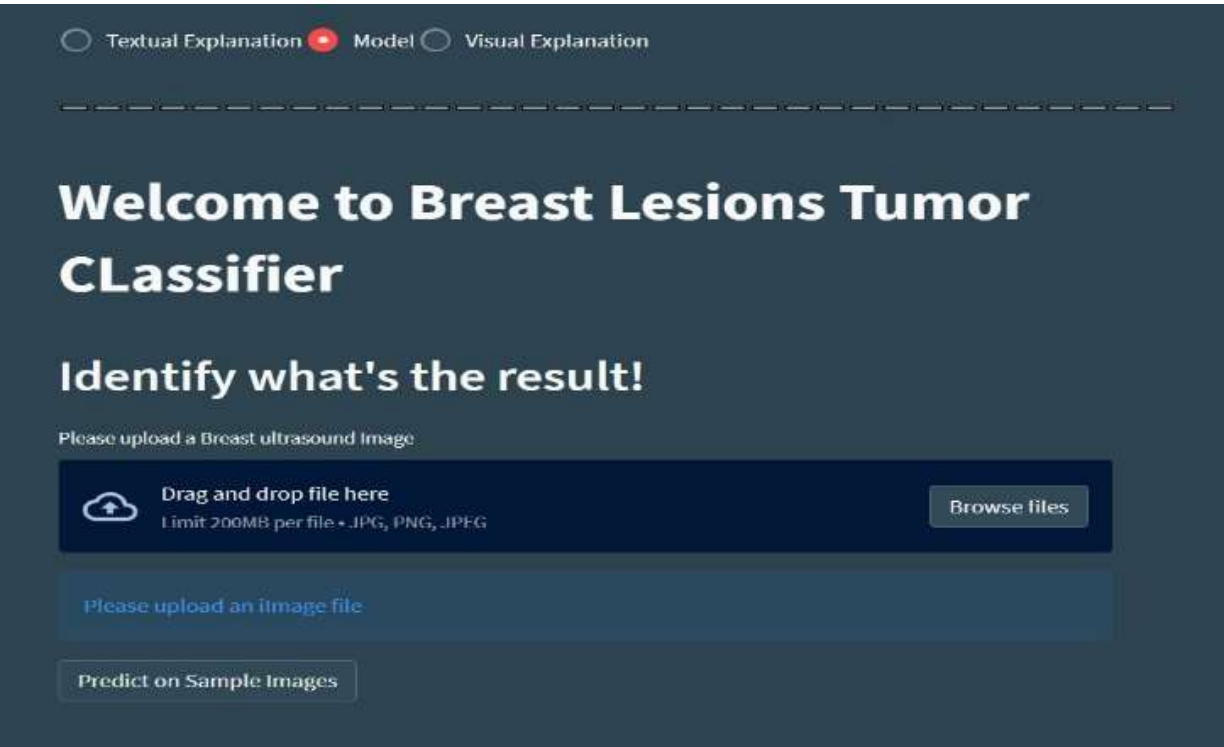 Textual Explanation Model Visual Explanation
Welcome to Breast Lesions Tumor
CLassifier
Identify what's the result!
Please upload a Breast ultrasound Image
Drag and drop file here
Limit 200MB per file • JPG, PNG, JPEG
Browse files
Please upload an iImage file
Predict on Sample Images